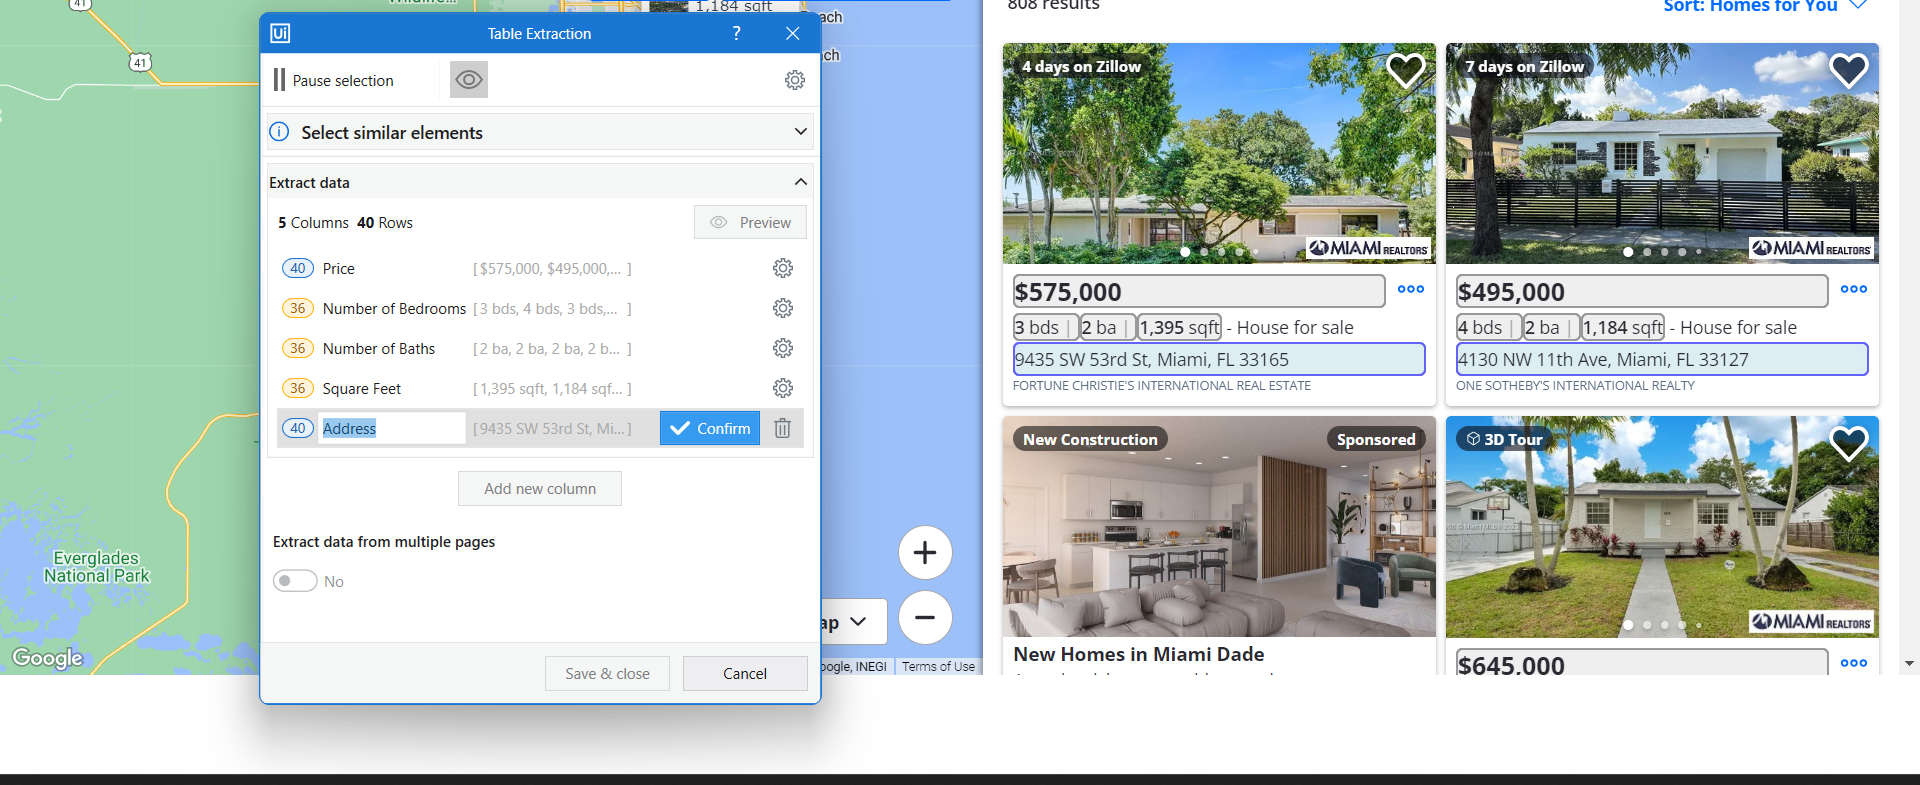 41
1,184 sqft
ach
41
ch
Everglades
National Park
Google
ap
oogle, INEGI
Terms of Use
Ui
Table Extraction
?
Pause selection
Select similar elements
Extract data
5 Columns 40 Rows
Preview
40 Price [ $575,000, $495,000,... ]
36 Number of Bedrooms [ 3 bds, 4 bds, 3 bds,... ]
36 Number of Baths [ 2 ba, 2 ba, 2 ba, 2 b... ]
36 Square Feet [ 1,395 sqft, 1,184 sqf... ]
40 Address [ 9435 SW 53rd St, Mi... ] Confirm
Add new column
Extract data from multiple pages
No
Save & close
Cancel
808 results
Sort: Homes for You
4 days on Zillow
MIAMI REALTORS
$575,000
3 bds | 2 ba | 1,395 sqft - House for sale
9435 SW 53rd St, Miami, FL 33165
FORTUNE CHRISTIE'S INTERNATIONAL REAL ESTATE
7 days on Zillow
MIAMI REALTORS
$495,000
4 bds | 2 ba | 1,184 sqft - House for sale
4130 NW 11th Ave, Miami, FL 33127
ONE SOTHEBY'S INTERNATIONAL REALTY
New Construction
Sponsored
New Homes in Miami Dade
3D Tour
MIAMI REALTORS
$645,000